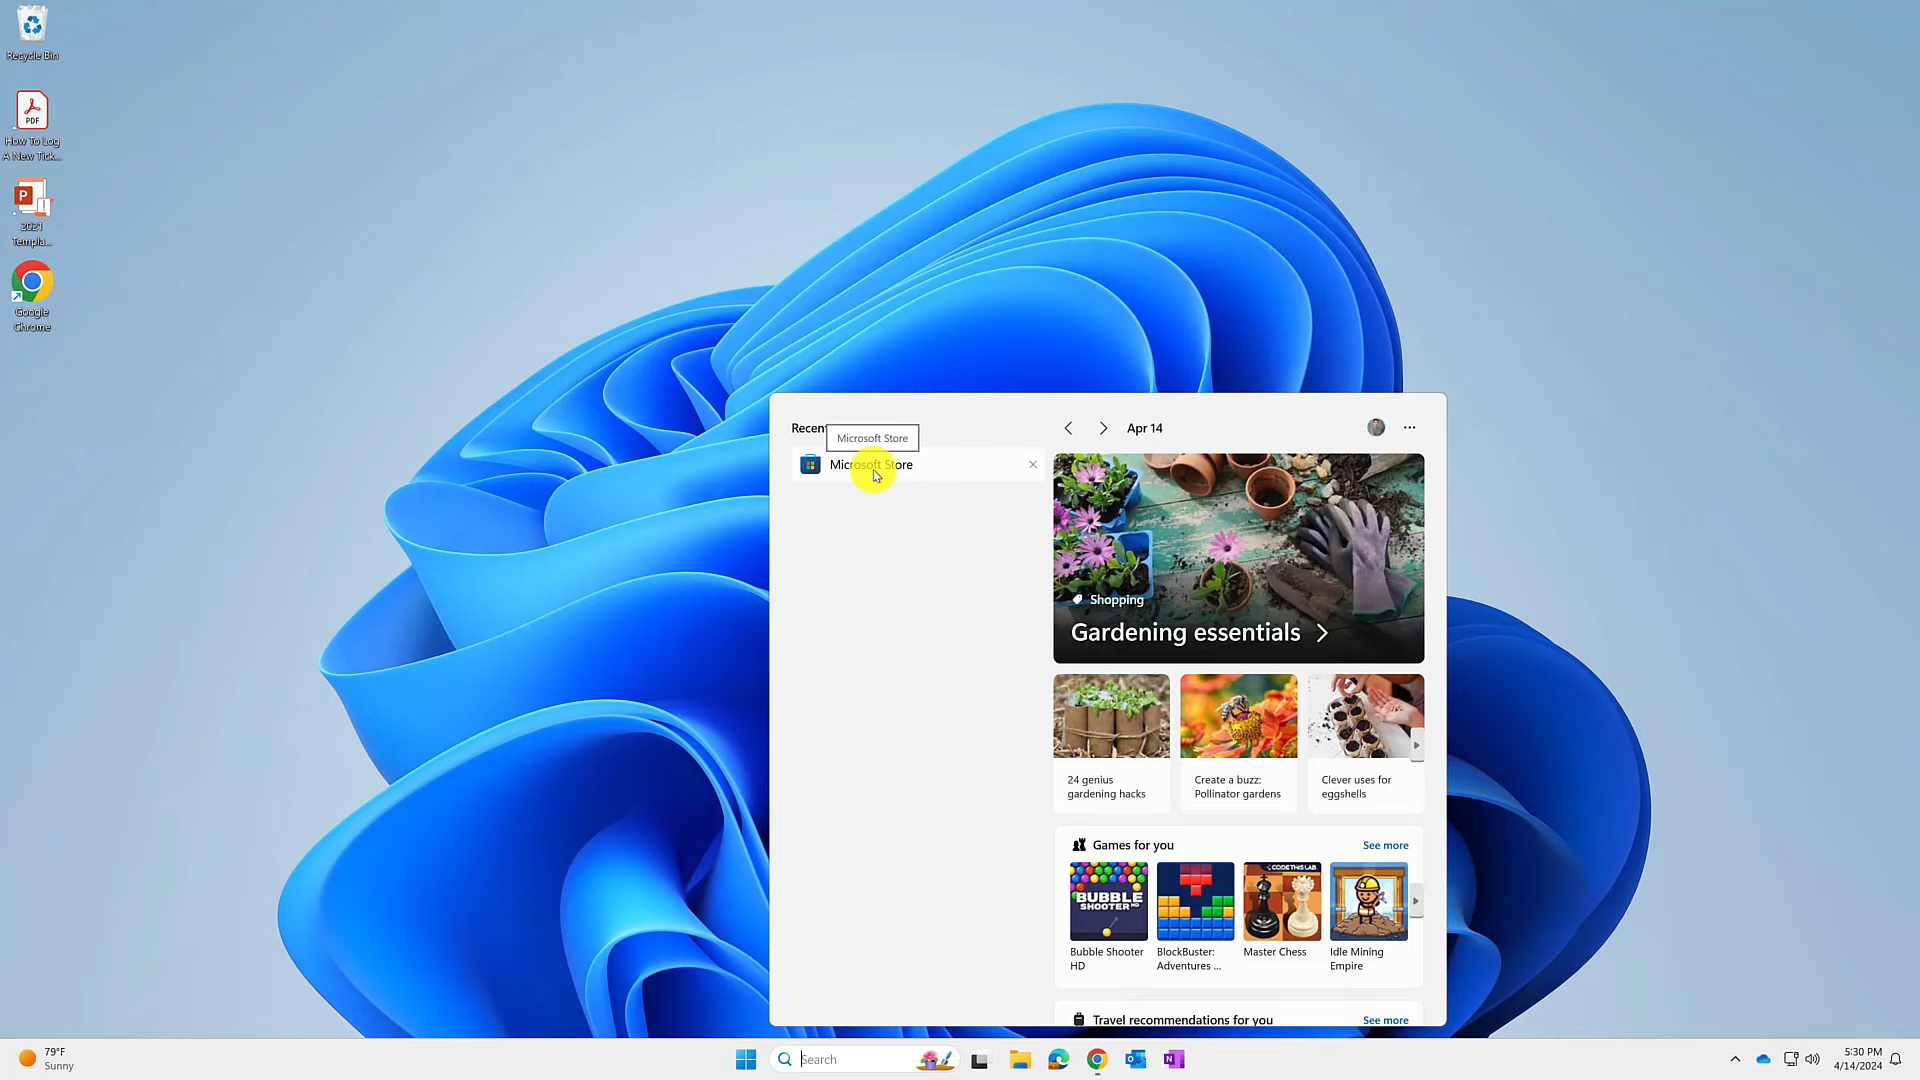 Recycle Bin
PDF
How To Log
A New Tick...
P
2021
Templa...
Google
Chrome
Recent
Microsoft Store
Microsoft Store
Apr 14
Shopping
Gardening essentials
24 genius
gardening hacks
Create a buzz:
Pollinator gardens
Clever uses for
eggshells
Games for you
See more
BUBBLE
SHOOTER HD
CODETHISLAB
Bubble Shooter
HD
BlockBuster:
Adventures ...
Master Chess
Idle Mining
Empire
Travel recommendations for you
See more
79°F
Sunny
Search
N
5:30 PM
4/14/2024